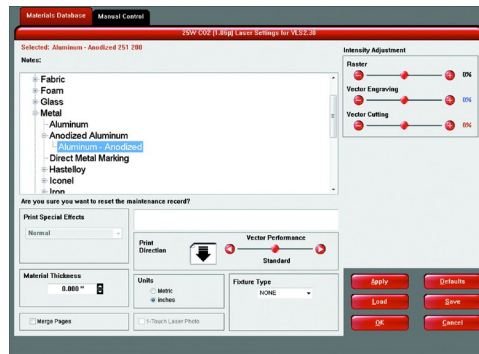 Materials Database Manual Control
25W CO2 [1.06µ] Laser Settings for VLS2.30
Selected: Aluminum - Anodized 251 200
Notes:
Fabric
Foam
Glass
Metal
Aluminum
Anodized Aluminum
Aluminum - Anodized
Direct Metal Marking
Hastelloy
Iconel
Iron
Intensity Adjustment
Raster
0%
Vector Engraving
0%
Vector Cutting
0%
Are you sure you want to reset the maintenance record?
Print Special Effects
Normal
Print Direction
Vector Performance
Standard
Material Thickness
0.000 "
Units
Metric
inches
Fixture Type
NONE
Merge Pages
1-Touch Laser Photo
Apply Defaults
Load Save
OK Cancel